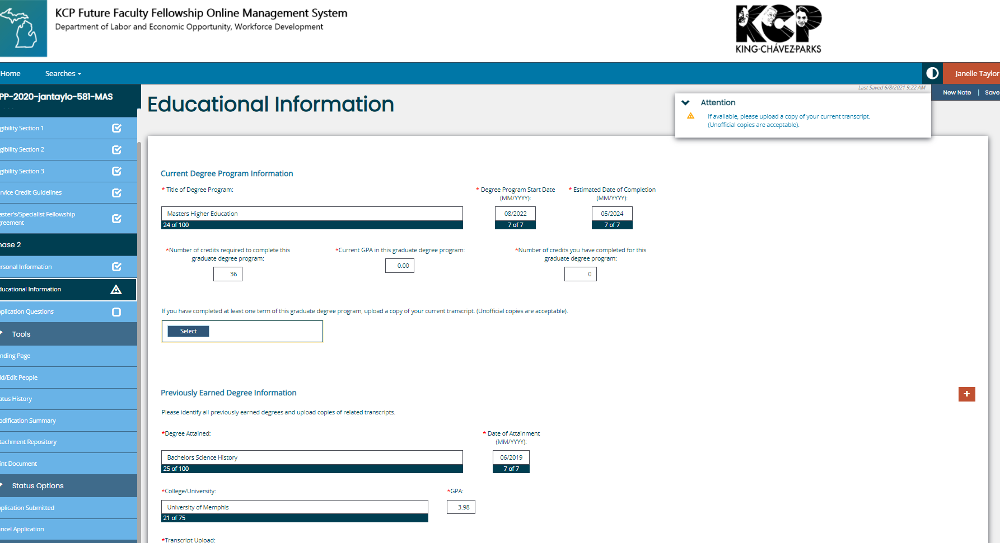 KCP Future Faculty Fellowship Online Management System
Department of Labor and Economic Opportunity, Workforce Development
KCP
KING-CHÁVEZ-PARKS
Home
Searches
Janelle Taylor
PP-2020-jantaylo-581-MAS
Last Saved 6/8/2021 9:22 AM
New Note | Save
Educational Information
Attention
If available, please upload a copy of your current transcript.
(Unofficial copies are acceptable).
gibility Section 1
gibility Section 2
gibility Section 3
rvice Credit Guidelines
aster's/Specialist Fellowship
greement
hase 2
ersonal Information
ducational Information
pplication Questions
Tools
nding Page
dd/Edit People
atus History
odification Summary
ttachment Repository
int Document
Status Options
pplication Submitted
ancel Application
Current Degree Program Information
* Title of Degree Program:
* Degree Program Start Date
(MM/YYYY):
* Estimated Date of Completion
(MM/YYYY):
Masters Higher Education
24 of 100
08/2022
7 of 7
05/2024
7 of 7
*Number of credits required to complete this
graduate degree program:
36
*Current GPA in this graduate degree program:
0.00
*Number of credits you have completed for this
graduate degree program:
0
If you have completed at least one term of this graduate degree program, upload a copy of your current transcript. (Unofficial copies are acceptable).
Select
Previously Earned Degree Information
+
Please identify all previously earned degrees and upload copies of related transcripts.
*Degree Attained:
* Date of Attainment
(MM/YYYY):
Bachelors Science History
25 of 100
06/2019
7 of 7
*College/University:
*GPA:
University of Memphis
21 of 75
3.98
*Transcript Upload: